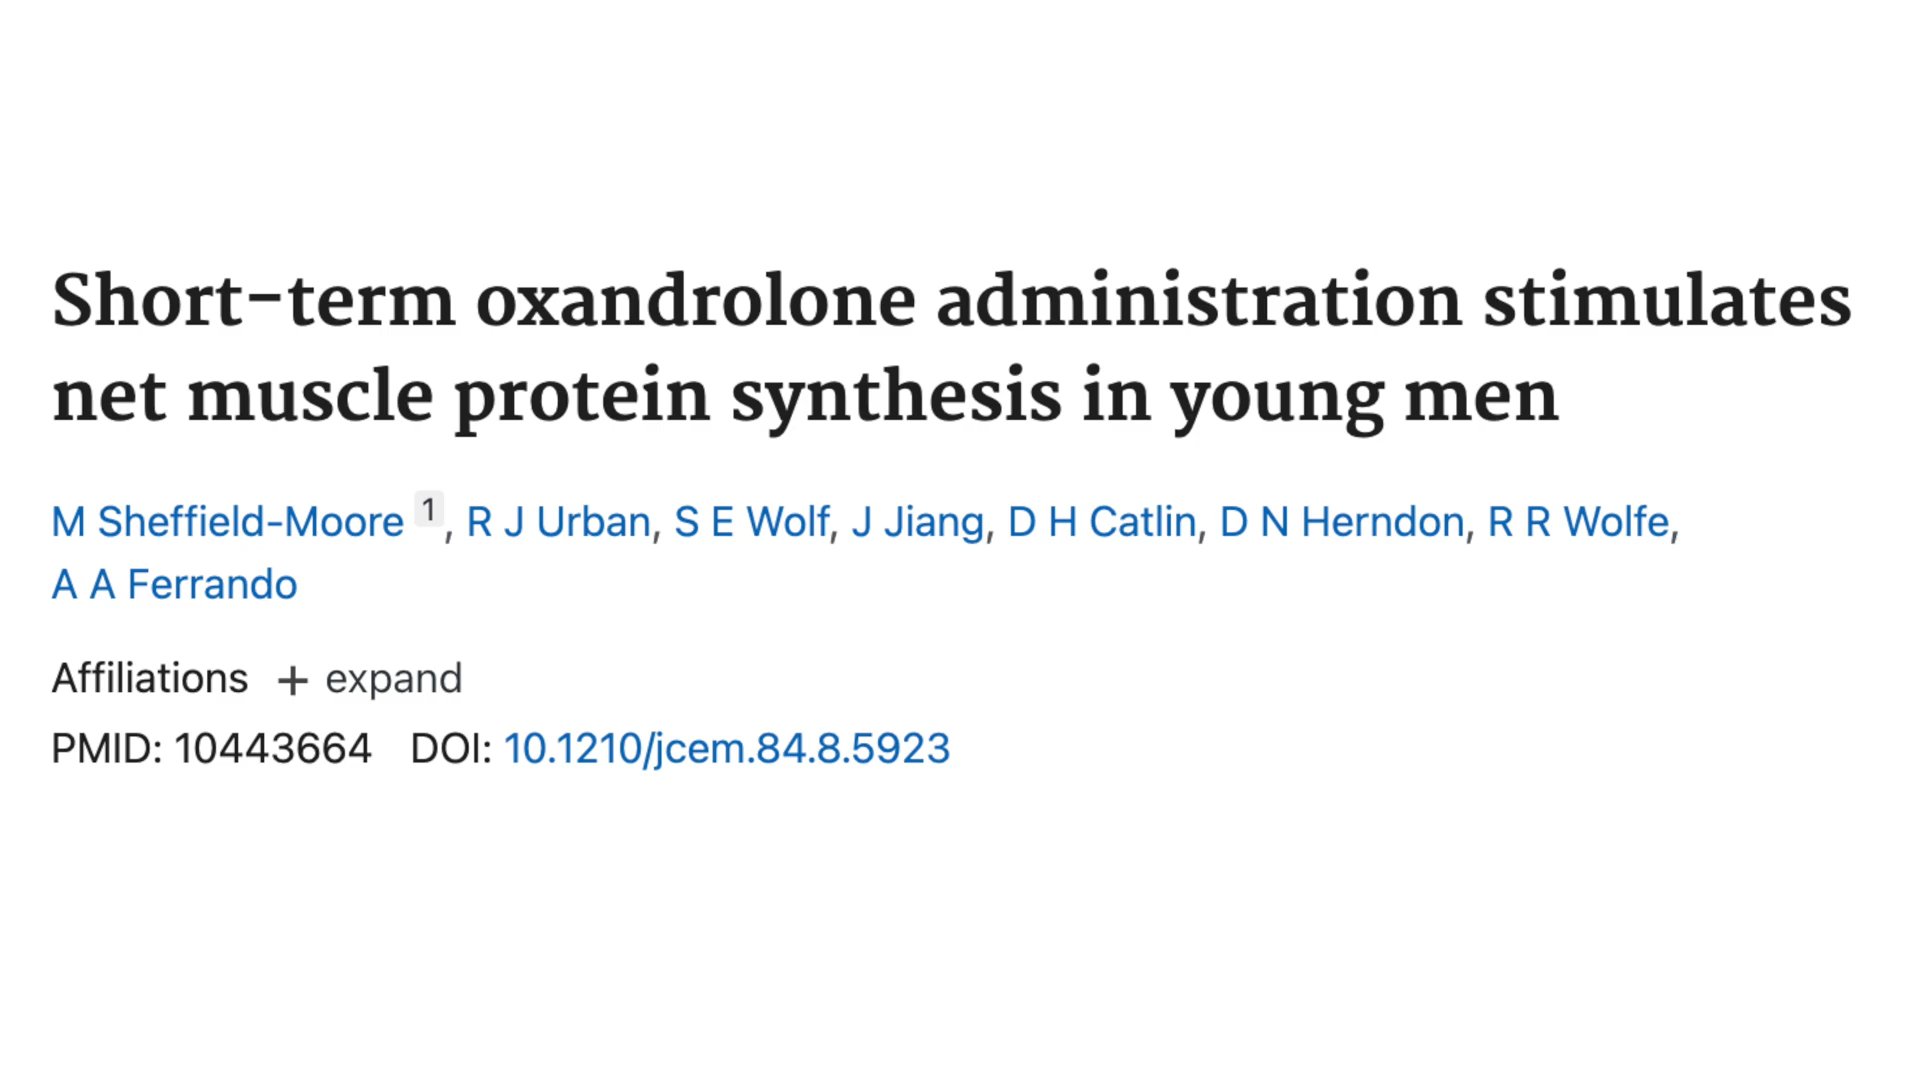 Short-term oxandrolone administration stimulates
net muscle protein synthesis in young men
M Sheffield-Moore 1, R J Urban, S E Wolf, J Jiang, D H Catlin, D N Herndon, R R Wolfe,
A A Ferrando
Affiliations + expand
PMID: 10443664 DOI: 10.1210/jcem.84.8.5923